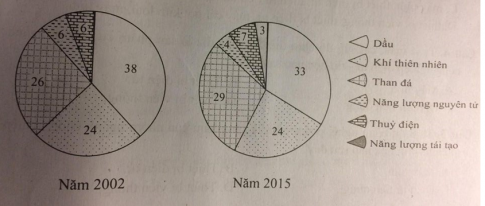 6
6
38
26
24
Năm 2002
3
7
4
33
29
24
Năm 2015
Dầu
Khí thiên nhiên
Than đá
Năng lượng nguyên tử
Thuỷ điện
Năng lượng tái tạo